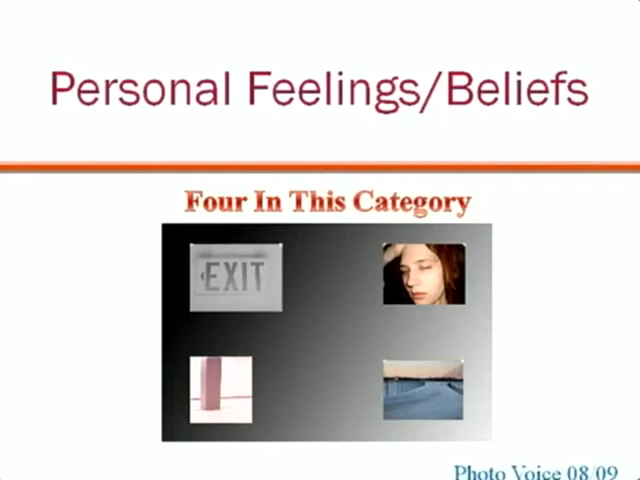 Personal Feelings/Beliefs
Four In This Category
EXIT
Photo Voice 08/09